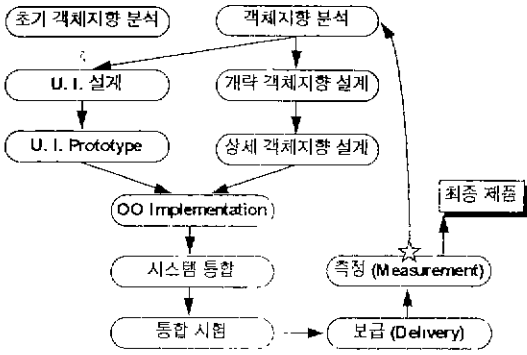 초기 객체지향 분석
객체지향 분석
U. I. 설계
개략 객체지향 설계
U. I. Prototype
상세 객체지향 설계
최종 제품
OO Implementation
시스템 통합
측정 (Measurement)
통합 시험
보급 (Delivery)